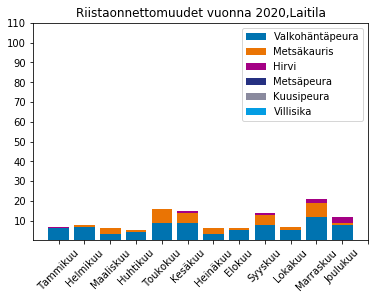 Riistaonnettomuudet vuonna 2020,Laitila
110
100
90
80
70
60
50
40
30
20
10
Valkohäntäpeura
Metsäkauris
Hirvi
Metsäpeura
Kuusipeura
Villisika
Tammikuu
Helmikuu
Maaliskuu
Huhtikuu
Toukokuu
Kesäkuu
Heinäkuu
Elokuu
Syyskuu
Lokakuu
Marraskuu
Joulukuu